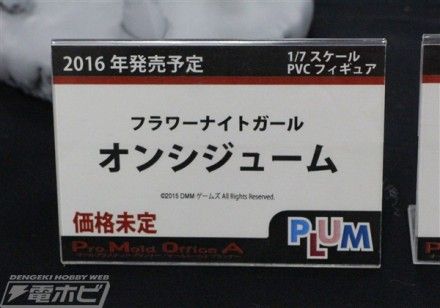 2016年発売予定
1/7 スケール
PVC フィギュア
フラワーナイトガール
オンシジューム
©2015 DMM ゲームズ All Rights Reserved.
価格未定
PLUM
Pro.Mold Office A
DENGEKI HOBBY WEB
電ホビ